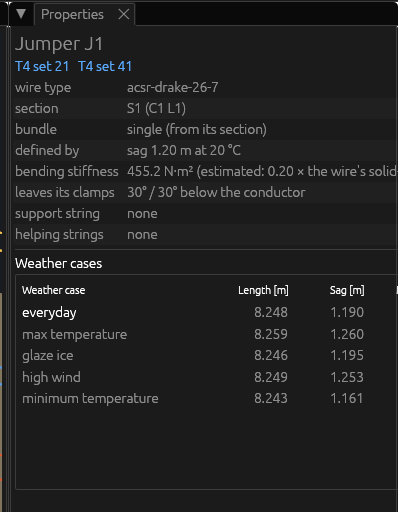 Properties
Jumper J1
T4 set 21 T4 set 41
wire type acsr-drake-26-7
section S1 (C1 L1)
bundle single (from its section)
defined by sag 1.20 m at 20 °C
bending stiffness 455.2 N·m² (estimated: 0.20 × the wire's solid-
leaves its clamps 30° / 30° below the conductor
support string none
helping strings none
Weather cases
Weather case Length [m] Sag [m]
everyday 8.248 1.190
max temperature 8.259 1.260
glaze ice 8.246 1.195
high wind 8.249 1.253
minimum temperature 8.243 1.161